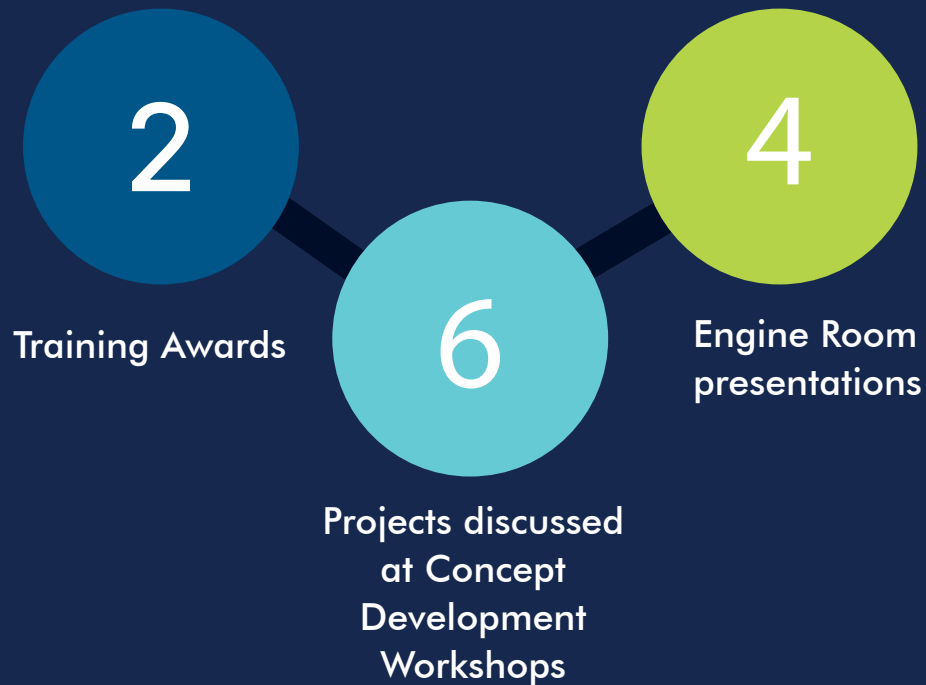 2
Training Awards
6
Projects discussed
at Concept
Development
Workshops
4
Engine Room
presentations